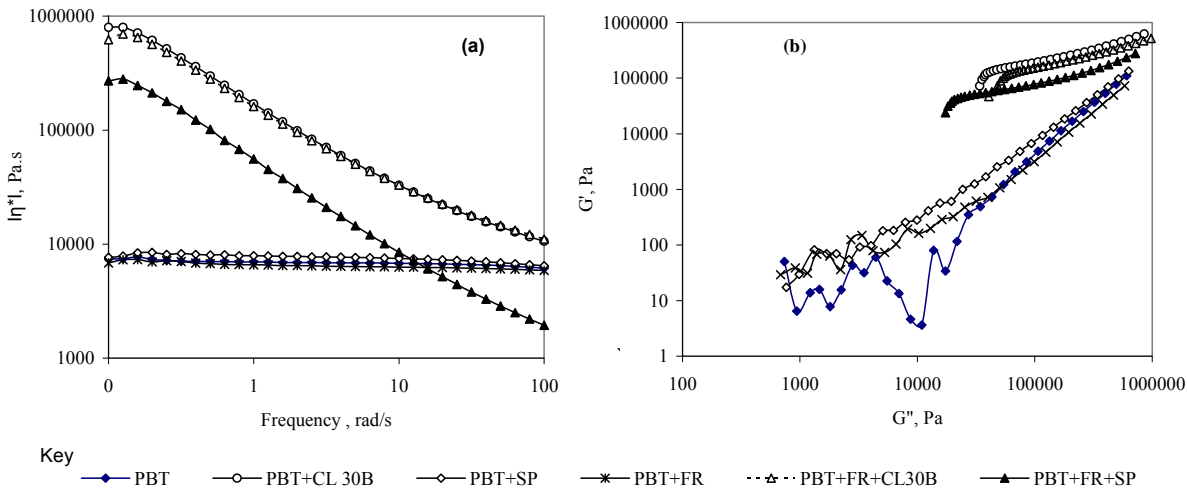 (a)
1000000
100000
10000
1000
|η*|, Pa.s
0 1 10 100
Frequency , rad/s
(b)
1000000
100000
10000
1000
100
10
1
G', Pa
100 1000 10000 100000 1000000
G", Pa
Key
PBT PBT+CL 30B PBT+SP PBT+FR PBT+FR+CL30B PBT+FR+SP